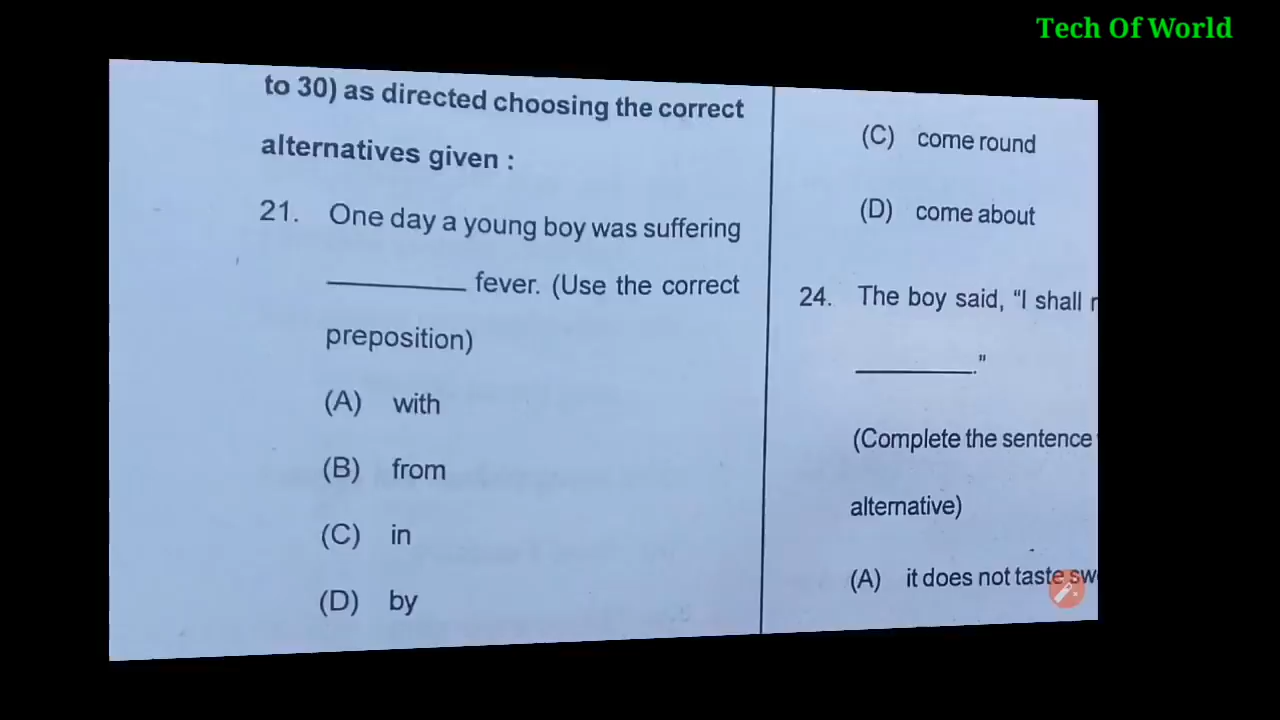 Tech Of World
to 30) as directed choosing the correct
alternatives given :
21. One day a young boy was suffering
__________ fever. (Use the correct
preposition)
(A) with
(B) from
(C) in
(D) by
(C) come round
(D) come about
24. The boy said, “I shall
__________."
(Complete the sentence
alternative)
(A) it does not taste